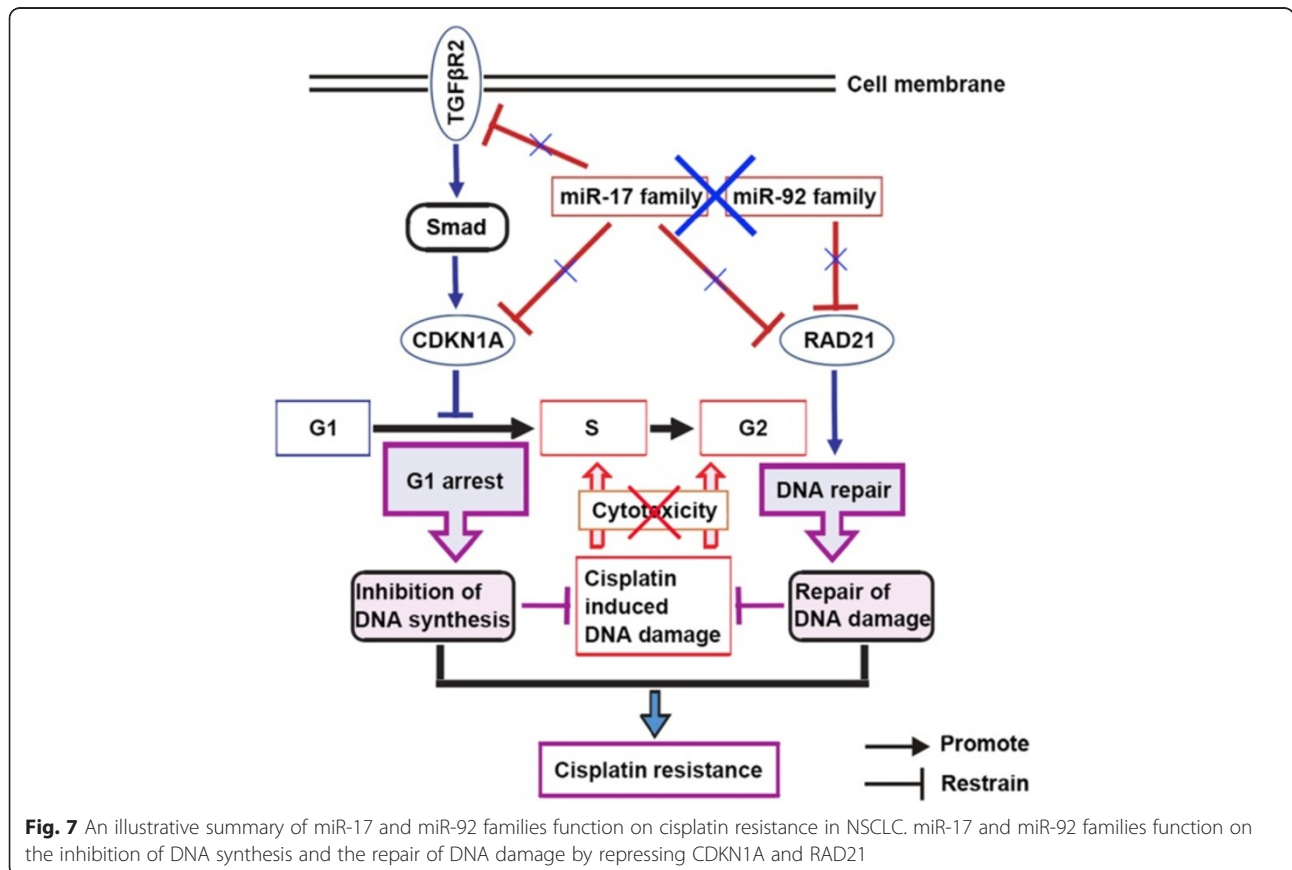 TGFβR2
Cell membrane
miR-17 family
miR-92 family
Smad
CDKN1A
RAD21
G1
S
G2
G1 arrest
Cytotoxicity
DNA repair
Inhibition of
DNA synthesis
Cisplatin
induced
DNA damage
Repair of
DNA damage
Promote
Restrain
Cisplatin resistance
Fig. 7 An illustrative summary of miR-17 and miR-92 families function on cisplatin resistance in NSCLC. miR-17 and miR-92 families function on
the inhibition of DNA synthesis and the repair of DNA damage by repressing CDKN1A and RAD21